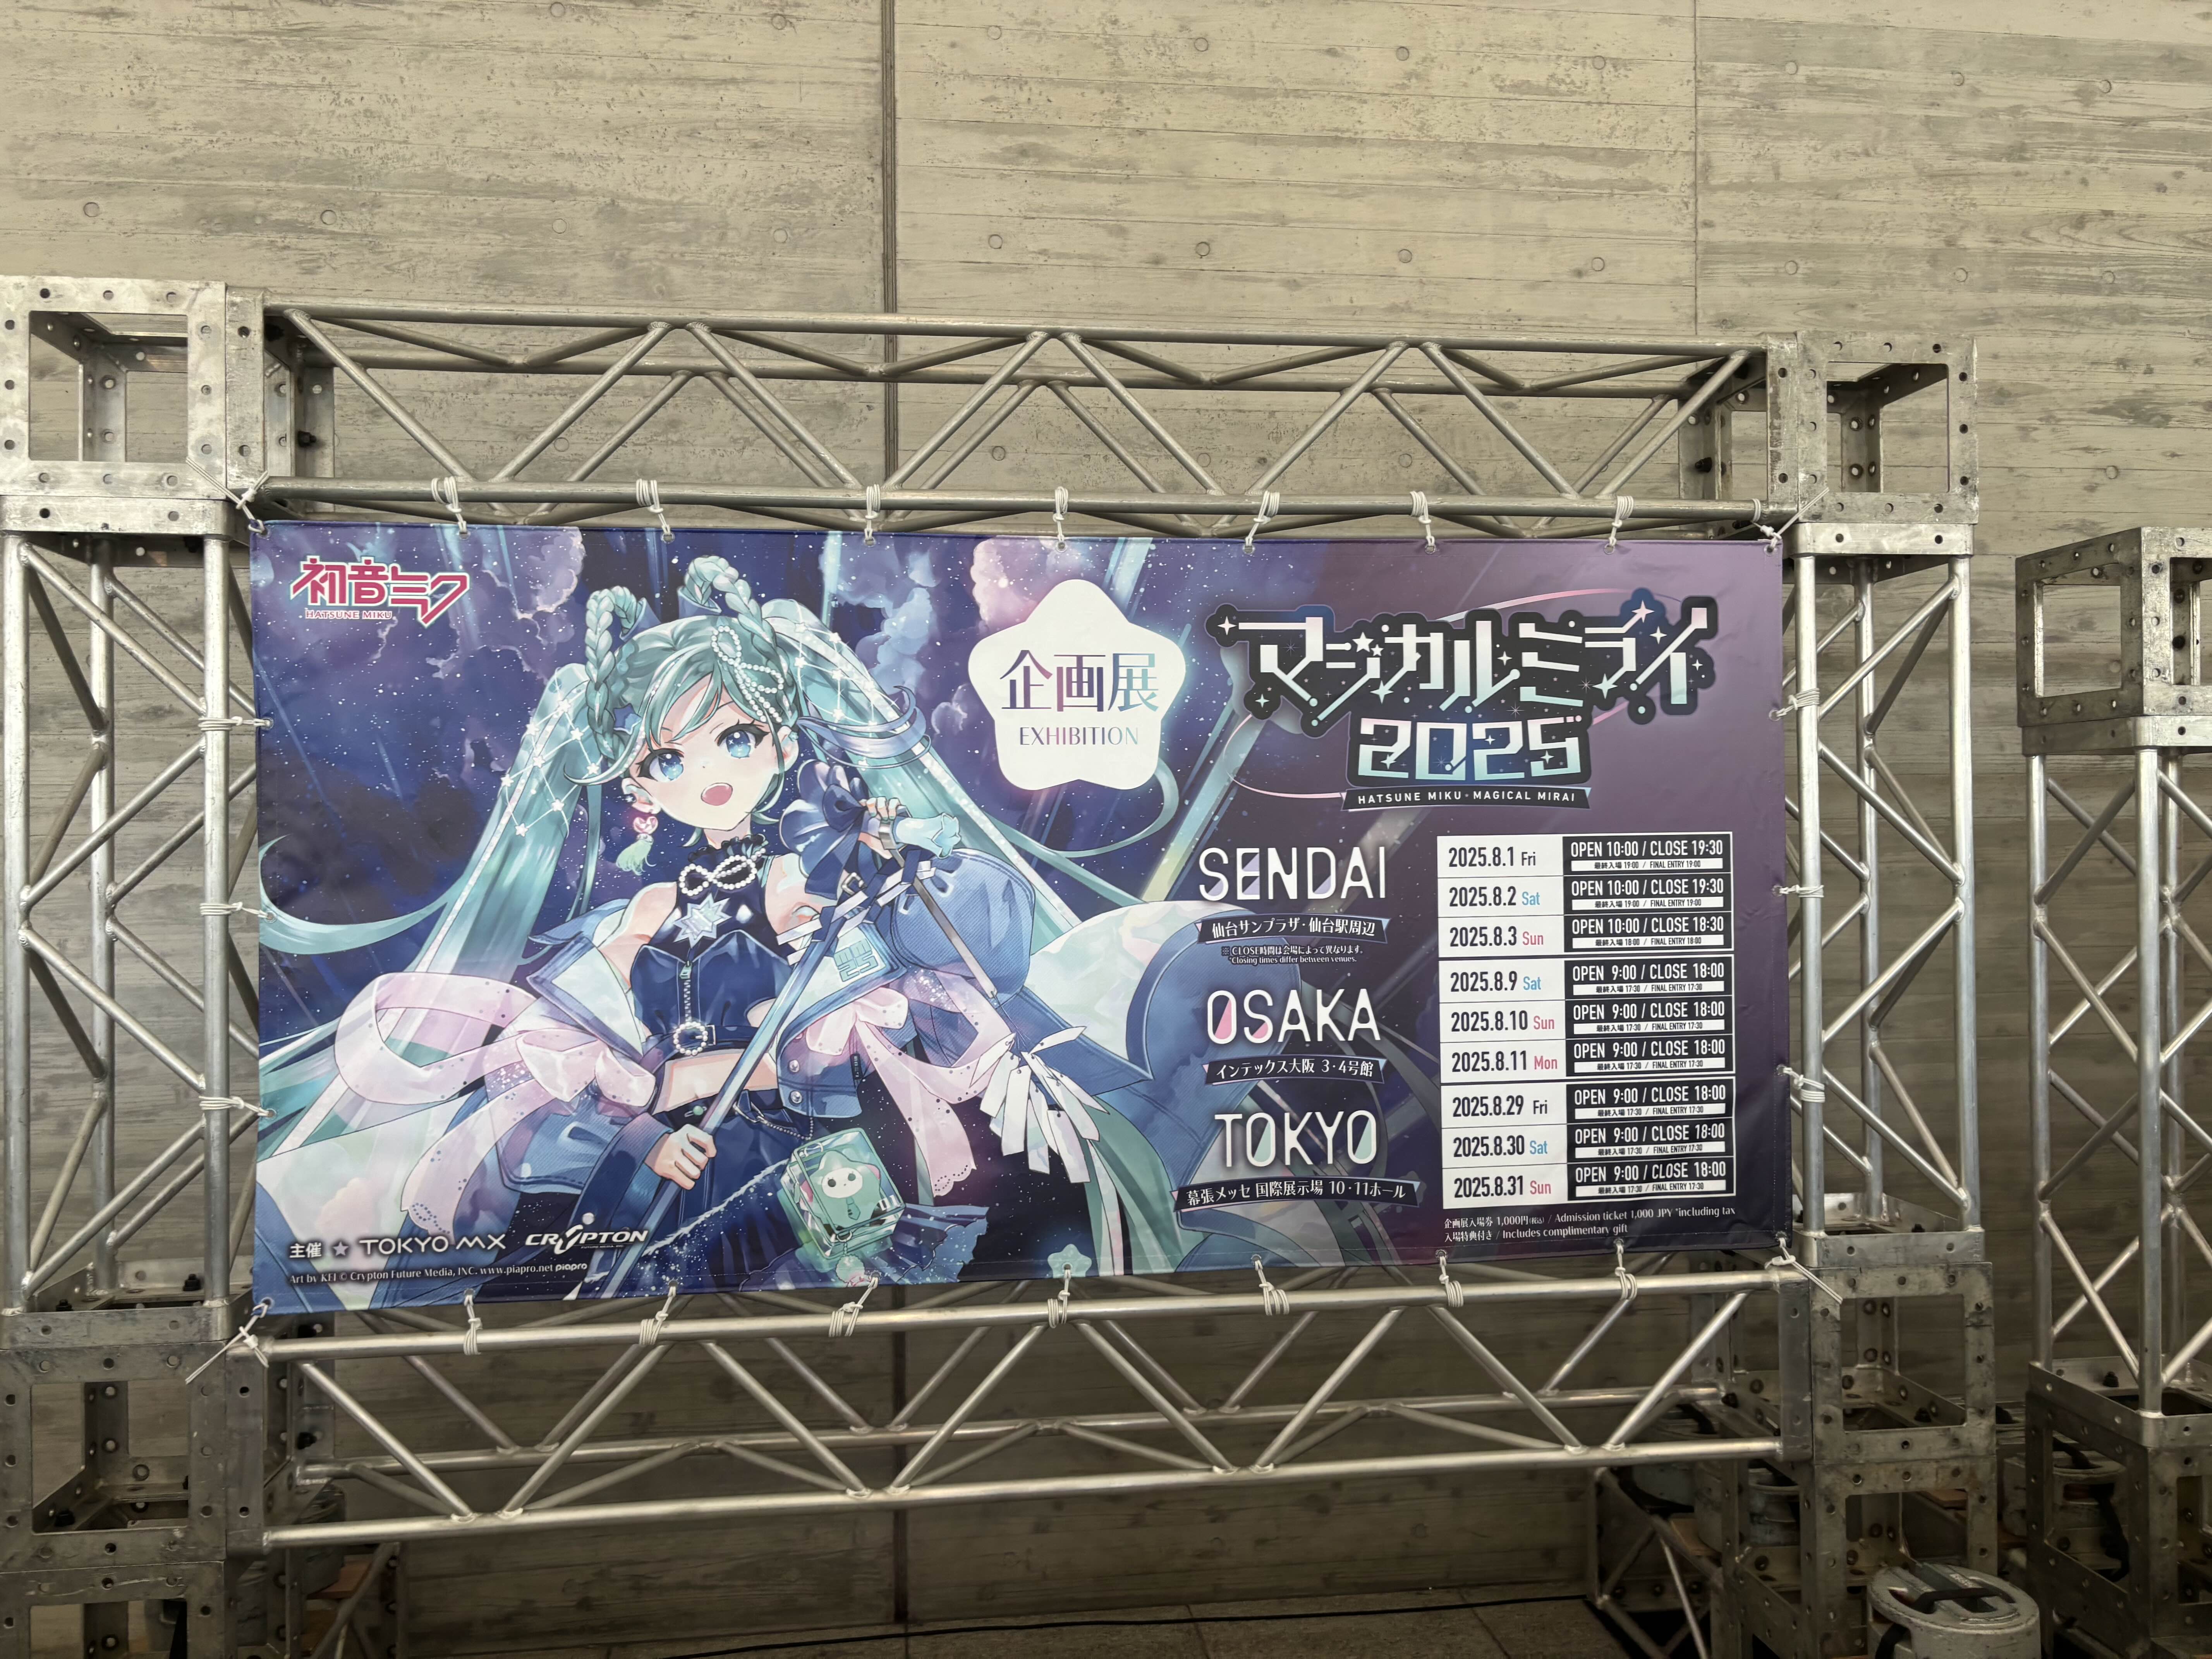 初音ミク
HATSUNE MIKU
企画展
EXHIBITION
マジカルミライ
2025
HATSUNE MIKU MAGICAL MIRAI
SENDAI
仙台サンプラザ・仙台駅周辺
※CLOSE時間は会場によって異なります。
*Closing times differ between venues.
2025.8.1 Fri OPEN 10:00 / CLOSE 19:30
最終入場 19:00 / FINAL ENTRY 19:00
2025.8.2 Sat OPEN 10:00 / CLOSE 19:30
最終入場 19:00 / FINAL ENTRY 19:00
2025.8.3 Sun OPEN 10:00 / CLOSE 18:30
最終入場 18:00 / FINAL ENTRY 18:00
OSAKA
インテックス大阪 3・4号館
2025.8.9 Sat OPEN 9:00 / CLOSE 18:00
最終入場 17:30 / FINAL ENTRY 17:30
2025.8.10 Sun OPEN 9:00 / CLOSE 18:00
最終入場 17:30 / FINAL ENTRY 17:30
2025.8.11 Mon OPEN 9:00 / CLOSE 18:00
最終入場 17:30 / FINAL ENTRY 17:30
TOKYO
幕張メッセ 国際展示場 10・11ホール
2025.8.29 Fri OPEN 9:00 / CLOSE 18:00
最終入場 17:30 / FINAL ENTRY 17:30
2025.8.30 Sat OPEN 9:00 / CLOSE 18:00
最終入場 17:30 / FINAL ENTRY 17:30
2025.8.31 Sun OPEN 9:00 / CLOSE 18:00
最終入場 17:30 / FINAL ENTRY 17:30
企画展入場券 1,000円(税込) / Admission ticket 1,000 JPY *including tax
入場特典付き / Includes complimentary gift
主催 ★ TOKYO MX CRYPTON
Art by KEI © Crypton Future Media, INC. www.piapro.net piapro